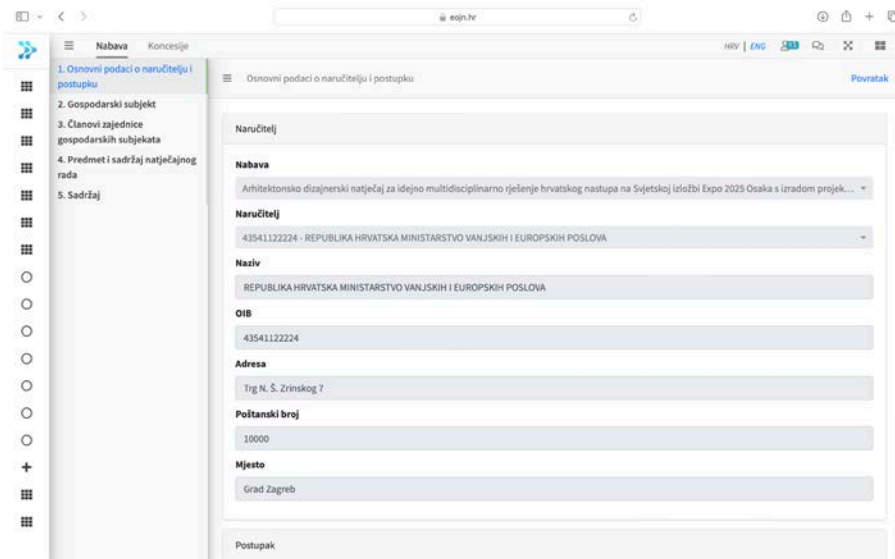 eojn.hr
Nabava
Koncesije
HRV | ENG
1. Osnovni podaci o naručitelju i
postupku
2. Gospodarski subjekt
3. Članovi zajednice
gospodarskih subjekata
4. Predmet i sadržaj natječajnog
rada
5. Sadržaj
Osnovni podaci o naručitelju i postupku
Povratak
Naručitelj
Nabava
Arhitektonsko dizajnerski natječaj za idejno multidisciplinarno rješenje hrvatskog nastupa na Svjetskoj izložbi Expo 2025 Osaka s izradom projek...
Naručitelj
43541122224 - REPUBLIKA HRVATSKA MINISTARSTVO VANJSKIH I EUROPSKIH POSLOVA
Naziv
REPUBLIKA HRVATSKA MINISTARSTVO VANJSKIH I EUROPSKIH POSLOVA
OIB
43541122224
Adresa
Trg N. Š. Zrinskog 7
Poštanski broj
10000
Mjesto
Grad Zagreb
Postupak